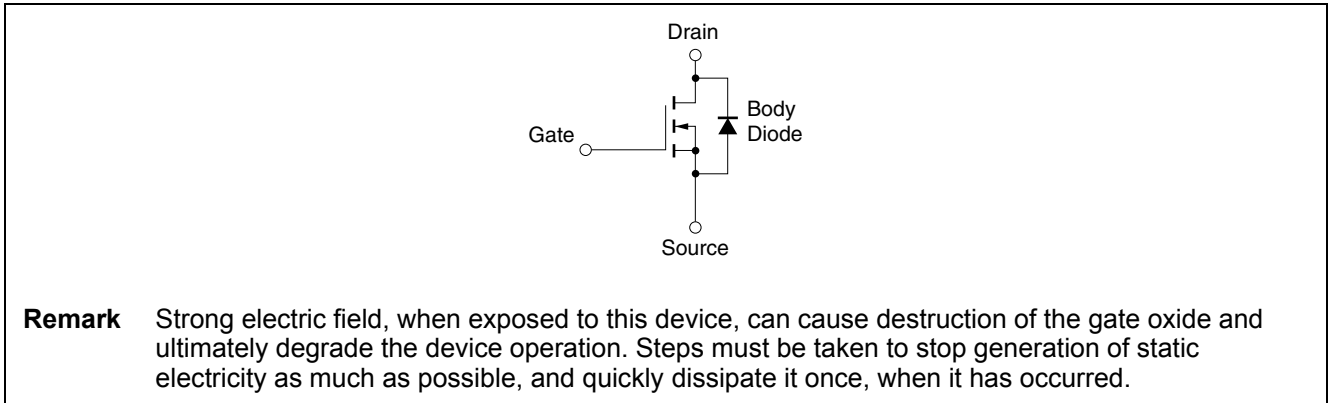 Drain
Body
Diode
Gate
Source
Remark Strong electric field, when exposed to this device, can cause destruction of the gate oxide and
ultimately degrade the device operation. Steps must be taken to stop generation of static
electricity as much as possible, and quickly dissipate it once, when it has occurred.